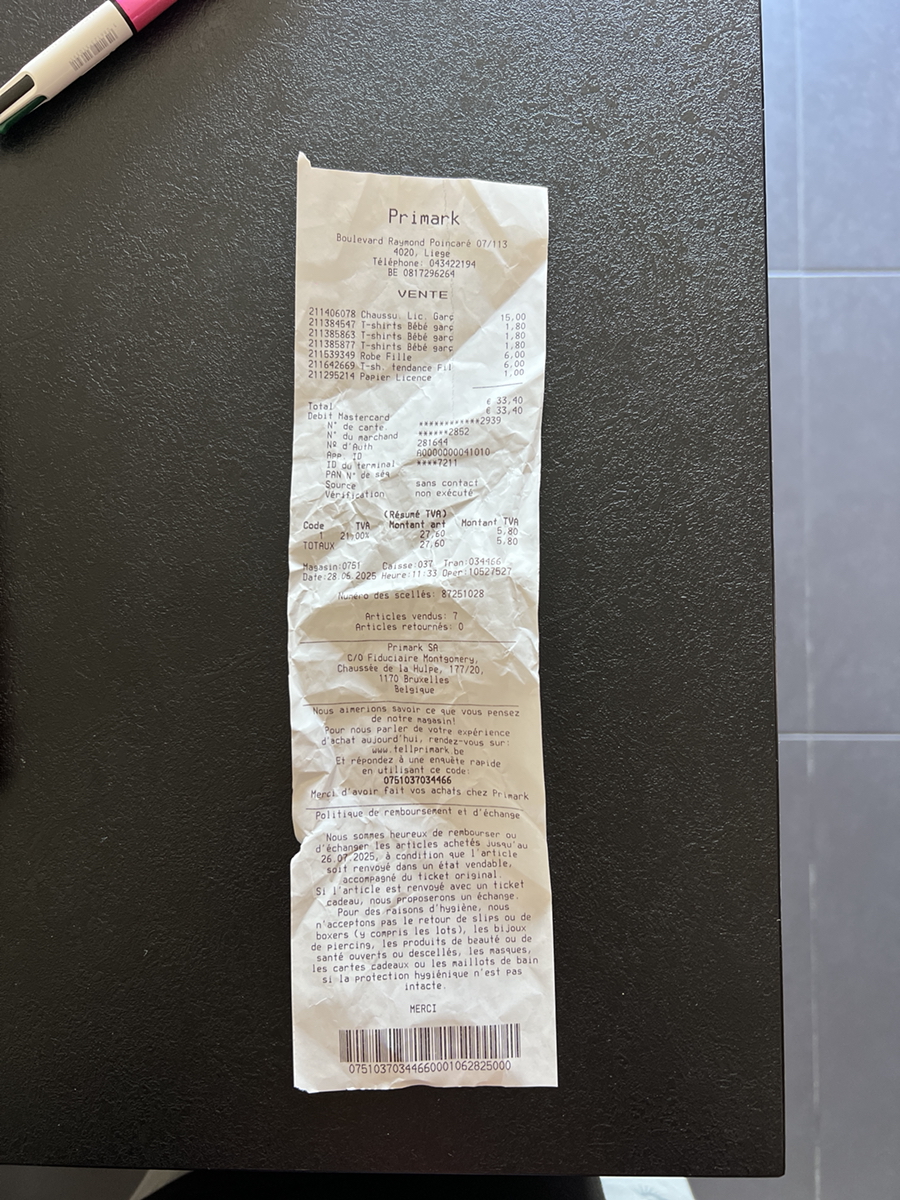 Primark
Boulevard Raymond Poincaré 07/113
4020, Liege
Téléphone: 043422194
BE 0817296264
VENTE
211406078 Chaussu. Lic. Garç 15,00
211384547 T-shirts Bébé garç 1,80
211385863 T-shirts Bébé garç 1,80
211385877 T-shirts Bébé garç 1,80
211539349 Robe Fille 6,00
211642669 T-sh. tendance Fil 6,00
211295214 Papier Licence 1,00
Total € 33,40
Debit Mastercard € 33,40
N° de carte ************2939
N° du marchand ******2852
Nº d'Auth 281644
App. ID A0000000041010
ID du terminal ****7211
PAN N° de séq
Source sans contact
Vérification non exécuté
(Résumé TVA)
Code TVA Montant art Montant TVA
1 21,00% 27,60 5,80
TOTAUX 27,60 5,80
Magasin:0751 Caisse:037 Tran:034466
Date:28.06.2025 Heure:11:33 Oper:10527527
Numéro des scellés: 87251028
Articles vendus: 7
Articles retournés: 0
Primark SA
C/O Fiduciaire Montgomery,
Chaussée de la Hulpe, 177/20,
1170 Bruxelles
Belgique
Nous aimerions savoir ce que vous pensez
de notre magasin!
Pour nous parler de votre expérience
d'achat aujourd'hui, rendez-vous sur:
www.tellprimark.be
Et répondez à une enquête rapide
en utilisant ce code:
0751037034466
Merci d'avoir fait vos achats chez Primark
Politique de remboursement et d'échange
Nous sommes heureux de rembourser ou
d'échanger les articles achetés jusqu'au
26.07.2025, à condition que l'article
soit renvoyé dans un état vendable,
accompagné du ticket original.
Si l'article est renvoyé avec un ticket
cadeau, nous proposerons un échange.
Pour des raisons d'hygiène, nous
n'acceptons pas le retour de slips ou de
boxers (y compris les lots), les bijoux
de piercing, les produits de beauté ou de
santé ouverts ou descellés, les masques,
les cartes cadeaux ou les maillots de bain
si la protection hygiénique n'est pas
intacte.
MERCI
07510370344660001062825000